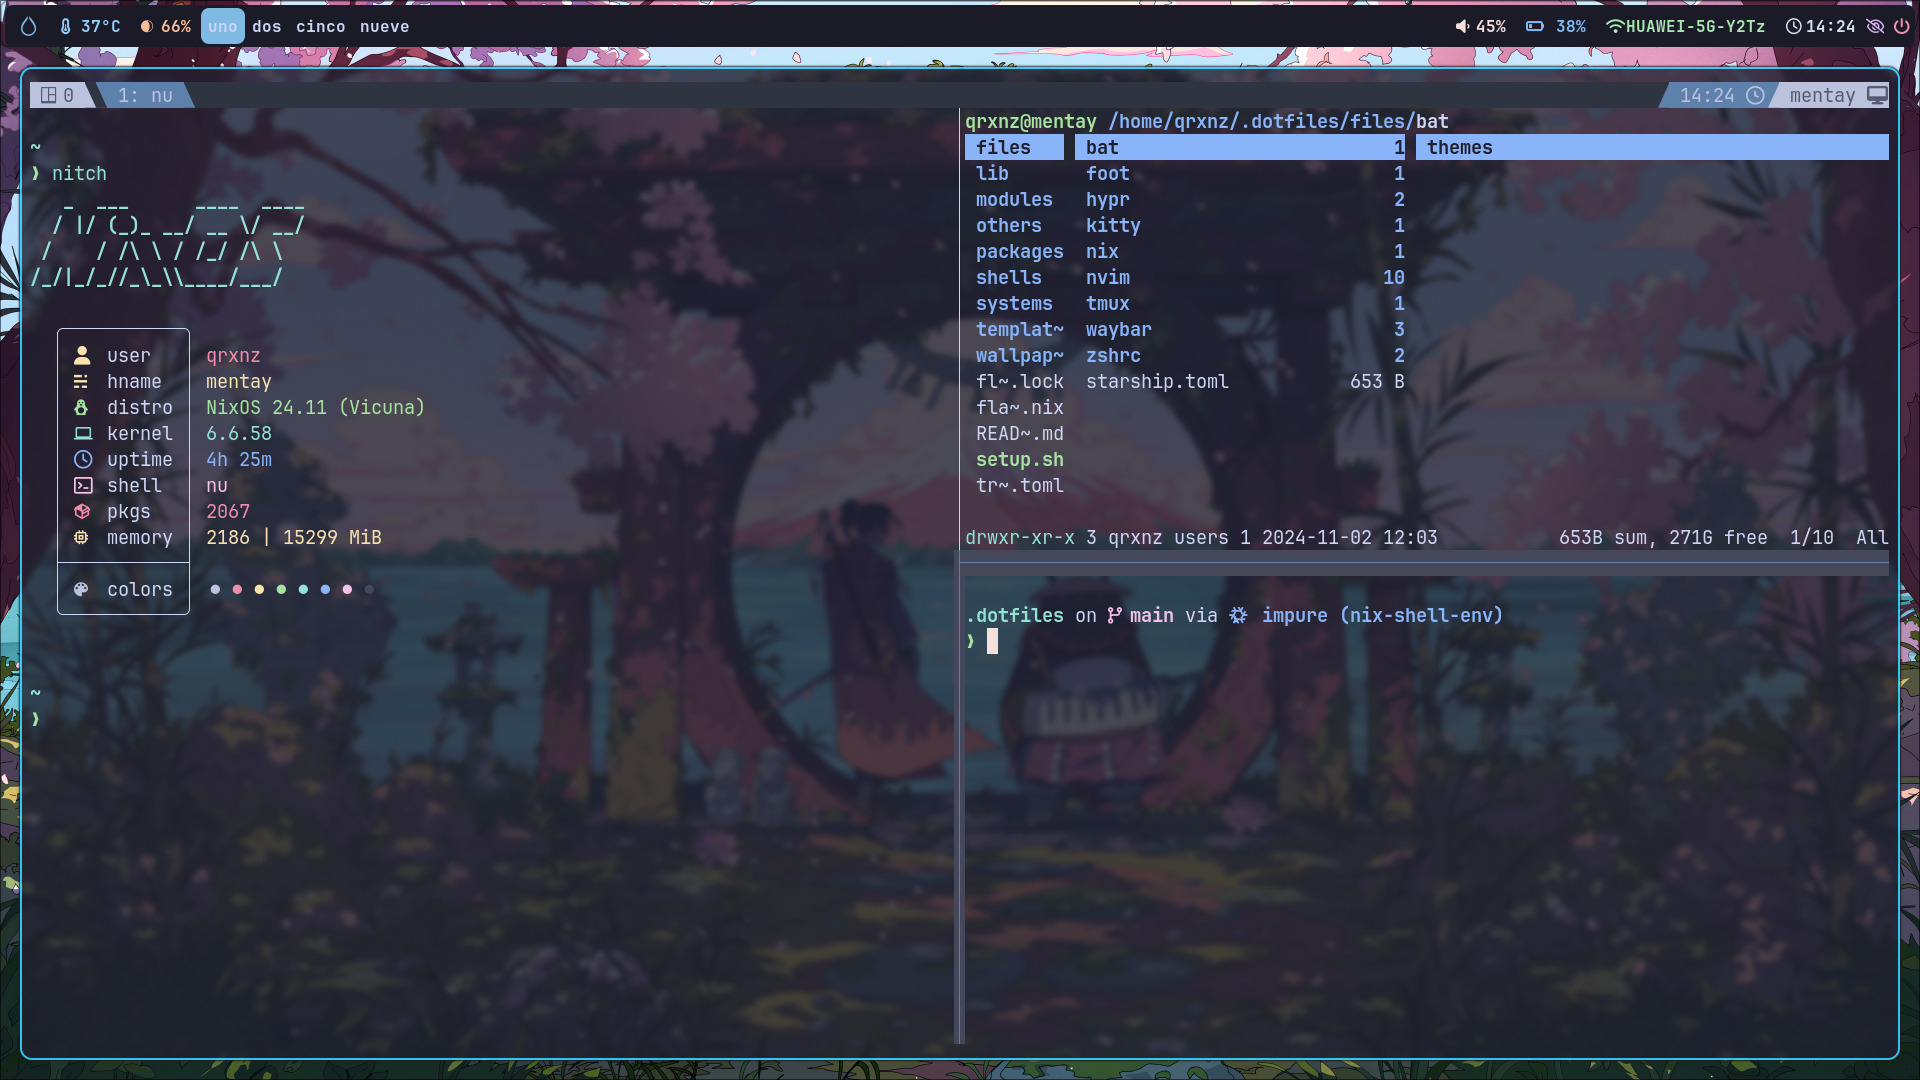 37°C 66% uno dos cinco nueve 45% 38% HUAWEI-5G-Y2Tz 14:24
0 1: nu 14:24 mentay
~
❱ nitch
   _  ___      ____  ____
  / |/ (_)_ __/ __ \/ __/
 /    / /\ \ / /_/ /\ \
/_/|_/_//_\_\\____/___/
user qrxnz
hname mentay
distro NixOS 24.11 (Vicuna)
kernel 6.6.58
uptime 4h 25m
shell nu
pkgs 2067
memory 2186 | 15299 MiB
colors
~
❱
qrxnz@mentay /home/qrxnz/.dotfiles/files/bat
files bat 1 themes
lib foot 1
modules hypr 2
others kitty 1
packages nix 1
shells nvim 10
systems tmux 1
templat~ waybar 3
wallpap~ zshrc 2
fl~.lock starship.toml 653 B
fla~.nix
READ~.md
setup.sh
tr~.toml
drwxr-xr-x 3 qrxnz users 1 2024-11-02 12:03 653B sum, 271G free 1/10 All
.dotfiles on main via impure (nix-shell-env)
❱